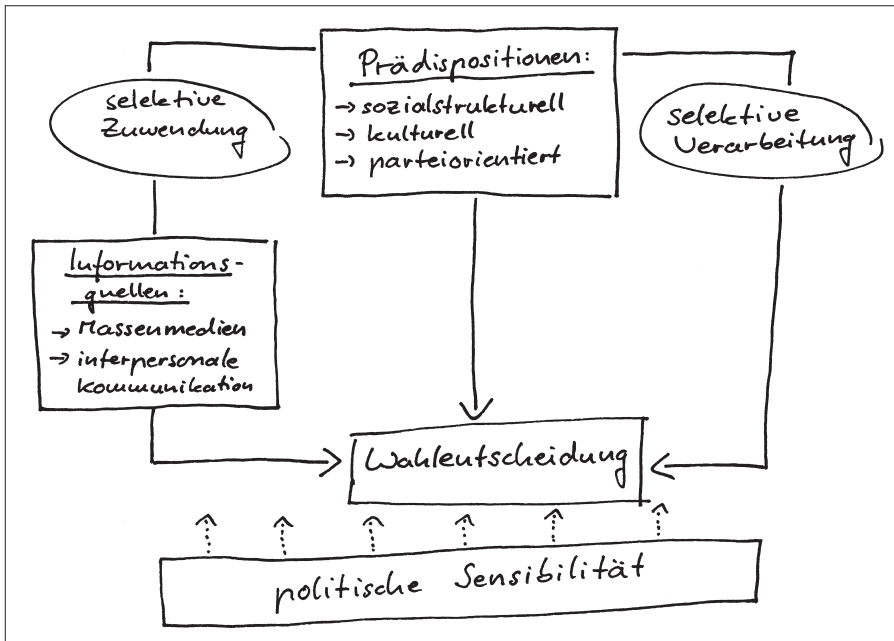 Prädispositionen:
→ sozialstrukturell
→ kulturell
→ parteiorientiert
selektive
Zuwendung
selektive
Verarbeitung
Informations-
quellen:
→ Massenmedien
→ interpersonale
kommunikation
Wahlentscheidung
politische Sensibilität